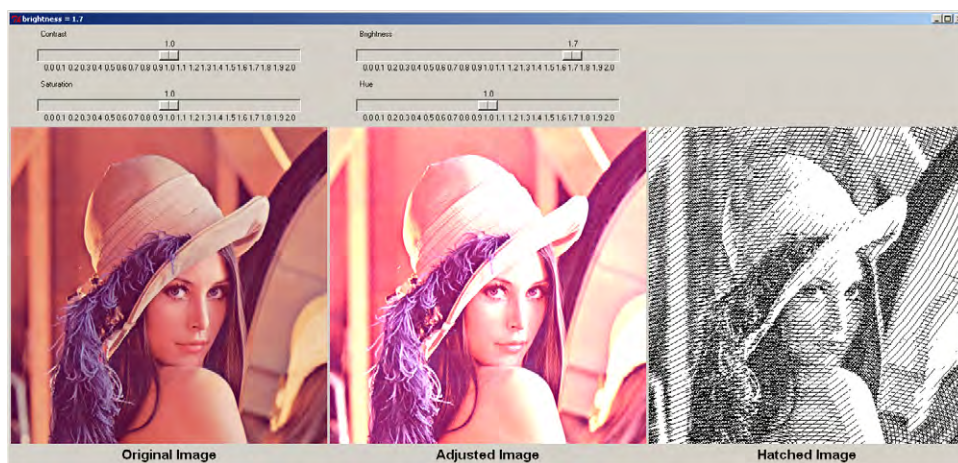 brightness = 1.7
Contrast
1.0
0.0 0.1 0.2 0.3 0.4 0.5 0.6 0.7 0.8 0.9 1.0 1.1 1.2 1.3 1.4 1.5 1.6 1.7 1.8 1.9 2.0
Brightness
1.7
0.0 0.1 0.2 0.3 0.4 0.5 0.6 0.7 0.8 0.9 1.0 1.1 1.2 1.3 1.4 1.5 1.6 1.7 1.8 1.9 2.0
Saturation
1.0
0.0 0.1 0.2 0.3 0.4 0.5 0.6 0.7 0.8 0.9 1.0 1.1 1.2 1.3 1.4 1.5 1.6 1.7 1.8 1.9 2.0
Hue
1.0
0.0 0.1 0.2 0.3 0.4 0.5 0.6 0.7 0.8 0.9 1.0 1.1 1.2 1.3 1.4 1.5 1.6 1.7 1.8 1.9 2.0
Original Image
Adjusted Image
Hatched Image